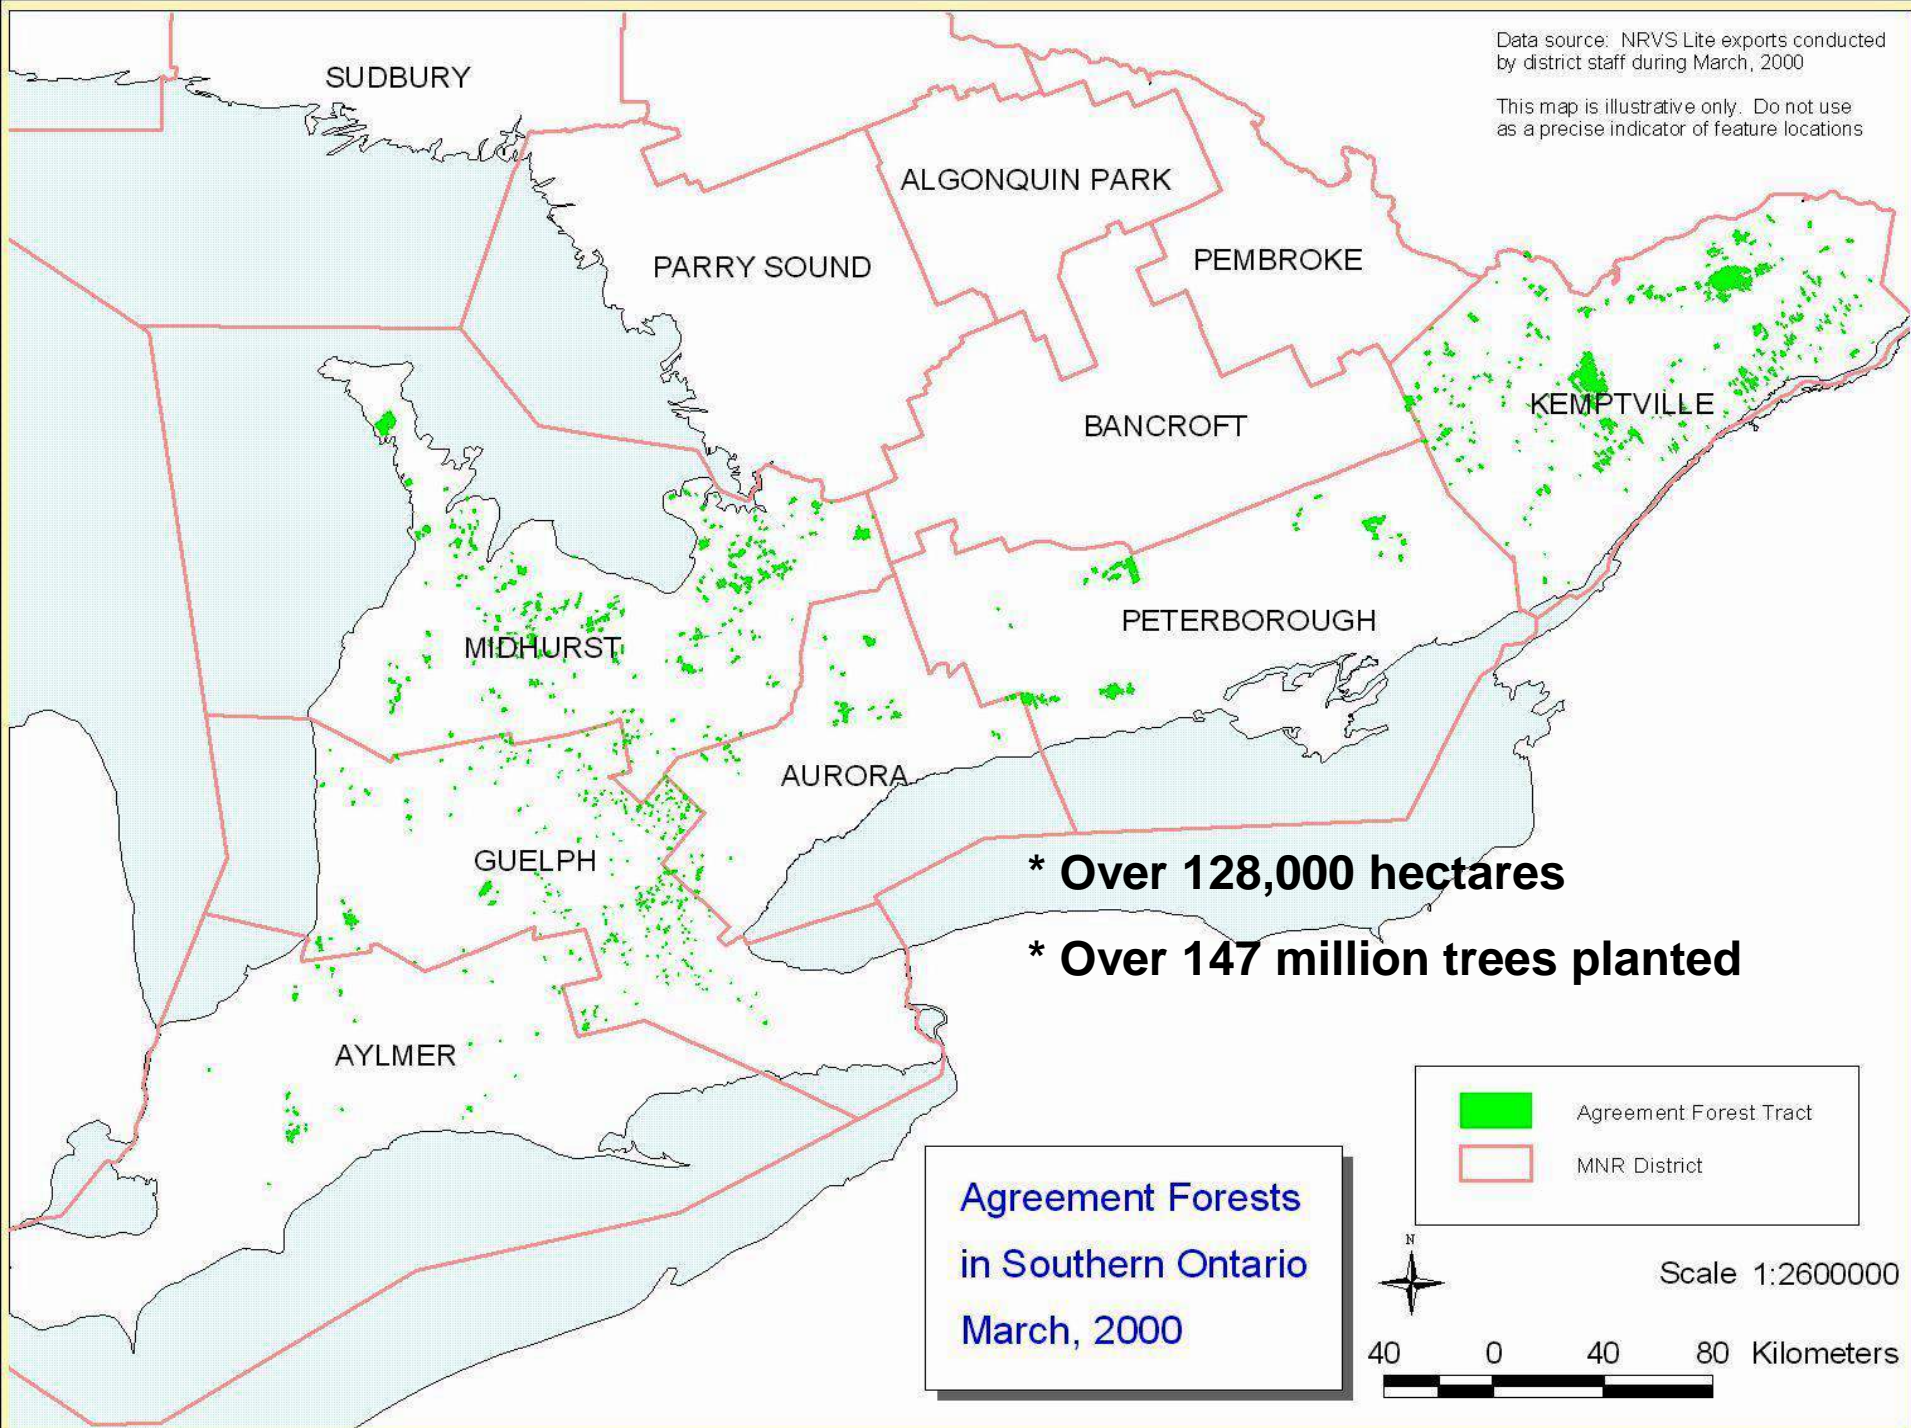 Data source: NRVS Lite exports conducted
by district staff during March, 2000
This map is illustrative only. Do not use
as a precise indicator of feature locations
SUDBURY
ALGONQUIN PARK
PARRY SOUND
PEMBROKE
KEMPTVILLE
BANCROFT
PETERBOROUGH
MIDHURST
AURORA
GUELPH
* Over 128,000 hectares
* Over 147 million trees planted
AYLMER
Agreement Forest Tract
MNR District
Agreement Forests
in Southern Ontario
March, 2000
N
Scale 1:2600000
40 0 40 80 Kilometers